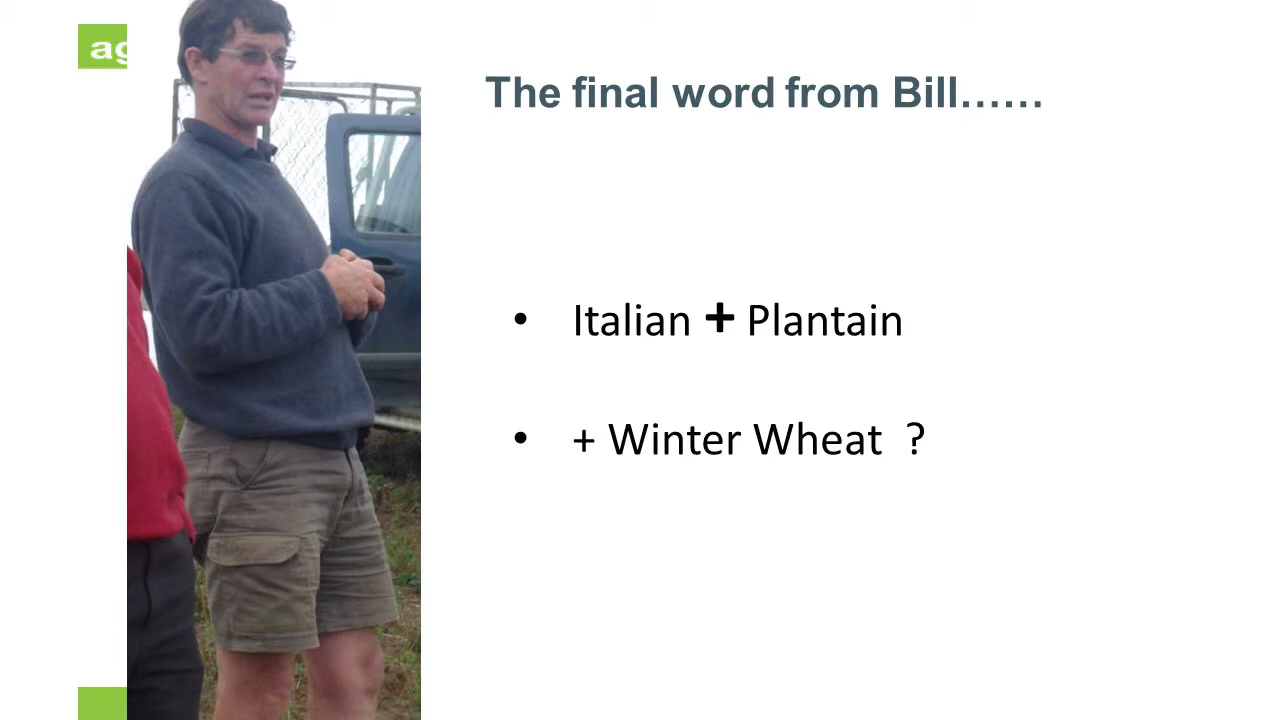 ag
The final word from Bill……
• Italian + Plantain
• + Winter Wheat ?